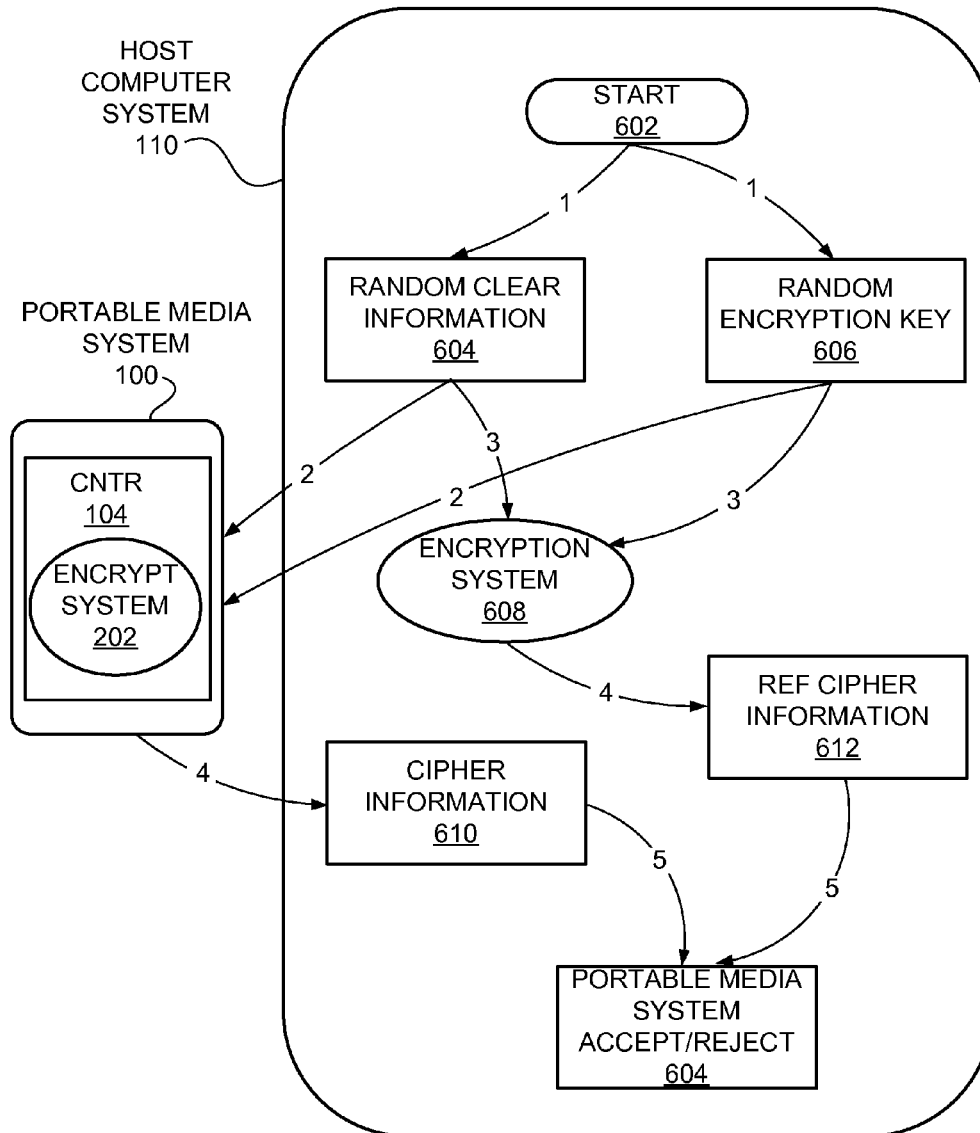 HOST
COMPUTER
SYSTEM
110
START
602
1
1
RANDOM CLEAR
INFORMATION
604
RANDOM
ENCRYPTION KEY
606
PORTABLE MEDIA
SYSTEM
100
2
3
2
3
CNTR
104
ENCRYPT
SYSTEM
202
ENCRYPTION
SYSTEM
608
4
REF CIPHER
INFORMATION
612
4
CIPHER
INFORMATION
610
5
5
PORTABLE MEDIA
SYSTEM
ACCEPT/REJECT
604